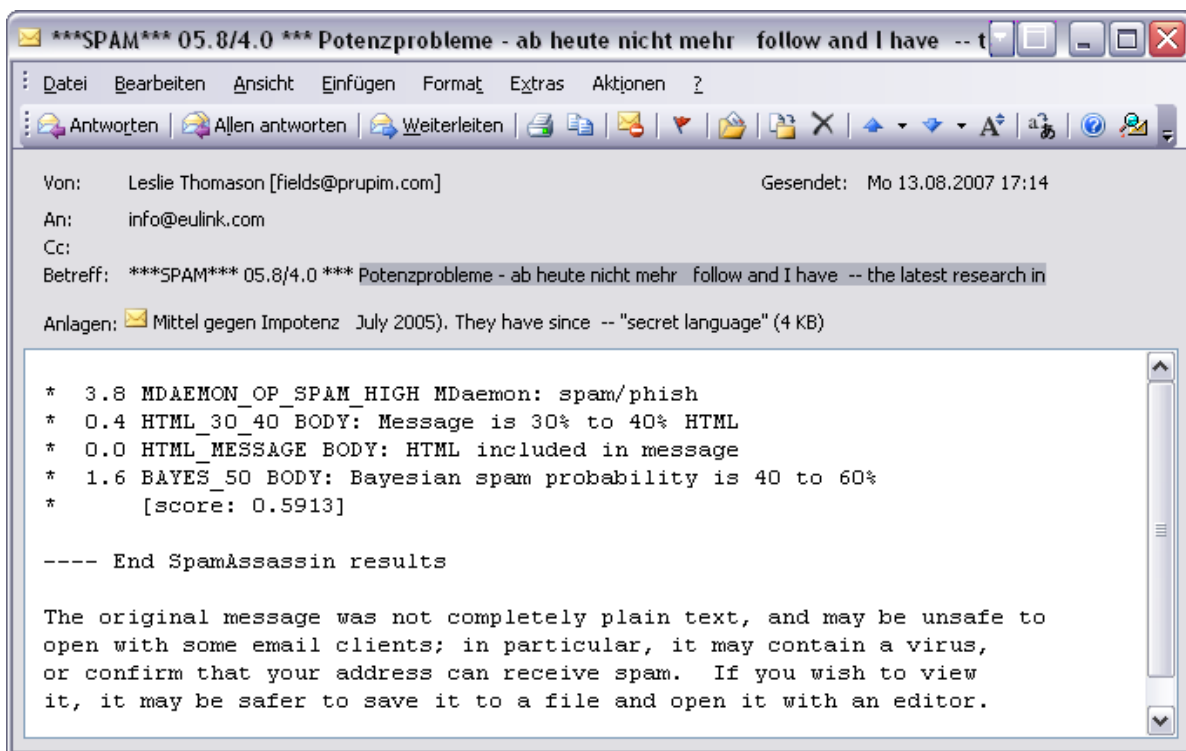 ***SPAM*** 05.8/4.0 *** Potenzprobleme - ab heute nicht mehr follow and I have -- t
Datei Bearbeiten Ansicht Einfügen Format Extras Aktionen ?
Antworten Allen antworten Weiterleiten
Von: Leslie Thomason [fields@prupim.com] Gesendet: Mo 13.08.2007 17:14
An: info@eulink.com
Cc:
Betreff: ***SPAM*** 05.8/4.0 *** Potenzprobleme - ab heute nicht mehr follow and I have -- the latest research in
Anlagen: Mittel gegen Impotenz July 2005). They have since -- "secret language" (4 KB)
* 3.8 MDAEMON_OP_SPAM_HIGH MDaemon: spam/phish
* 0.4 HTML_30_40 BODY: Message is 30% to 40% HTML
* 0.0 HTML_MESSAGE BODY: HTML included in message
* 1.6 BAYES_50 BODY: Bayesian spam probability is 40 to 60%
* [score: 0.5913]
---- End SpamAssassin results
The original message was not completely plain text, and may be unsafe to
open with some email clients; in particular, it may contain a virus,
or confirm that your address can receive spam. If you wish to view
it, it may be safer to save it to a file and open it with an editor.